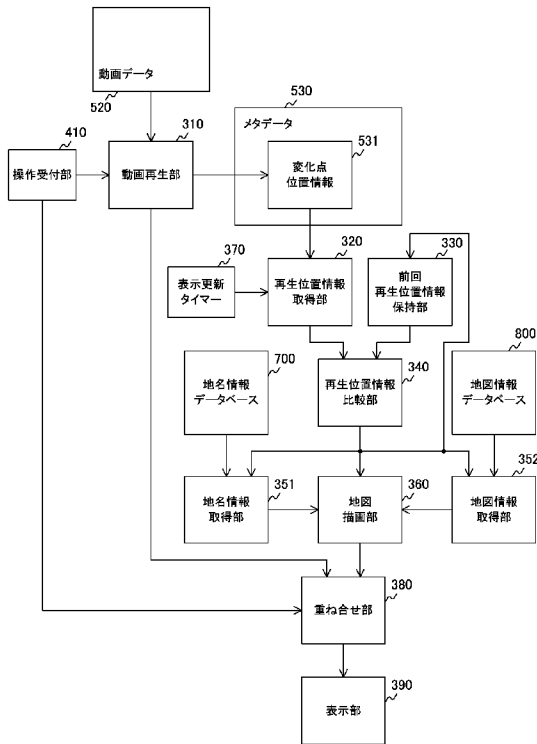 動画データ
520
530
410
310
メタデータ
531
操作受付部
動画再生部
変化点
位置情報
370
320
330
表示更新
タイマー
再生位置情報
取得部
前回
再生位置情報
保持部
700
340
800
地名情報
データベース
再生位置情報
比較部
地図情報
データベース
351
360
352
地名情報
取得部
地図
描画部
地図情報
取得部
380
重ね合せ部
390
表示部